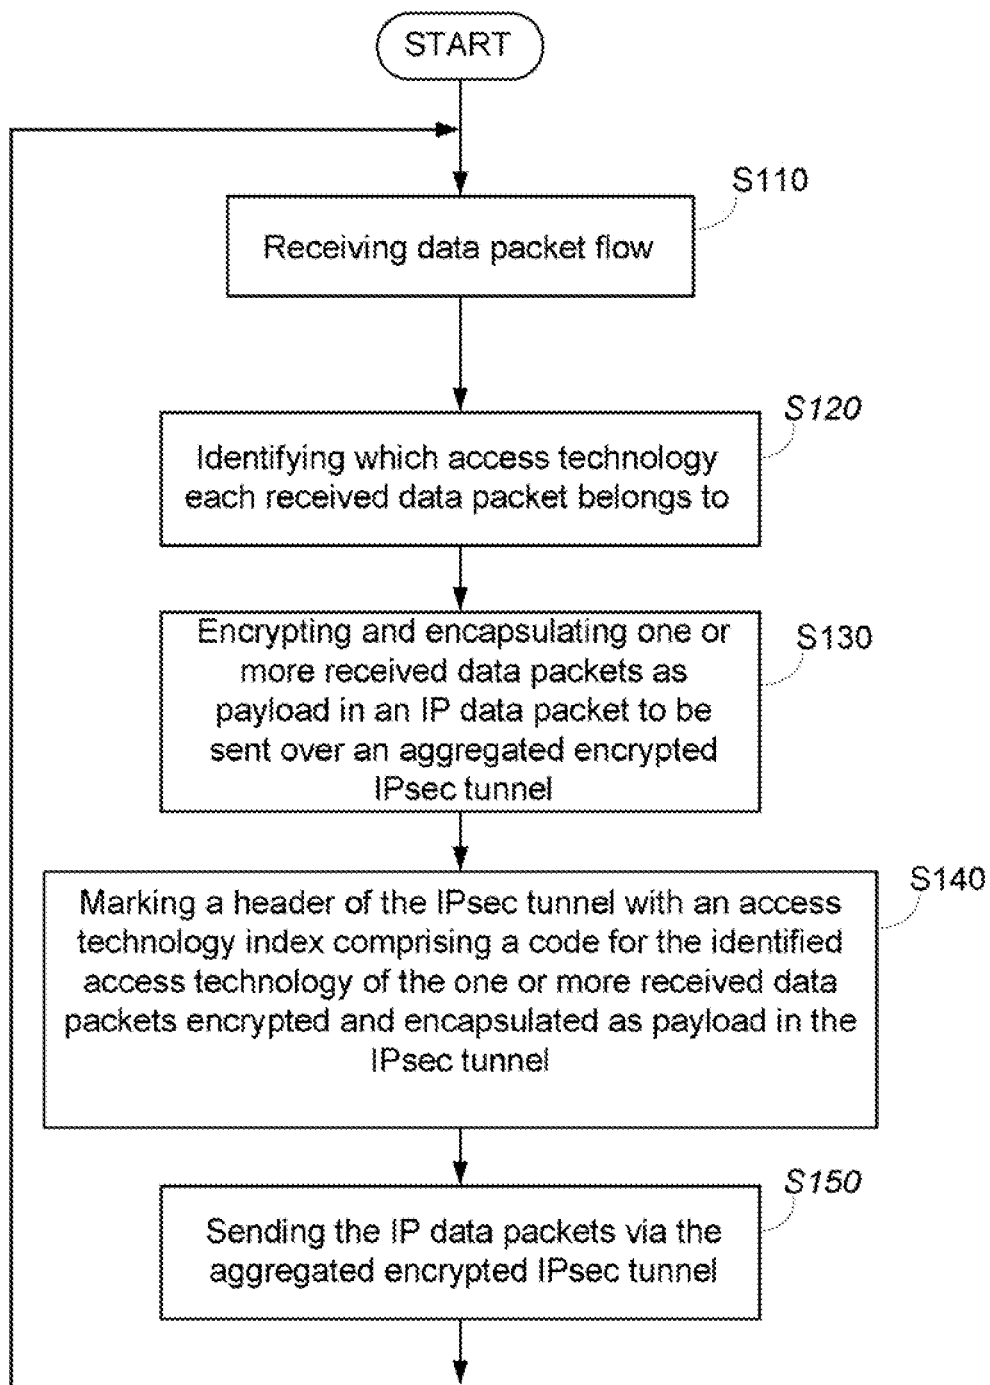 START
S110
Receiving data packet flow
S120
Identifying which access technology
each received data packet belongs to
S130
Encrypting and encapsulating one or
more received data packets as
payload in an IP data packet to be
sent over an aggregated encrypted
IPsec tunnel
S140
Marking a header of the IPsec tunnel with an access
technology index comprising a code for the identified
access technology of the one or more received data
packets encrypted and encapsulated as payload in the
IPsec tunnel
S150
Sending the IP data packets via the
aggregated encrypted IPsec tunnel